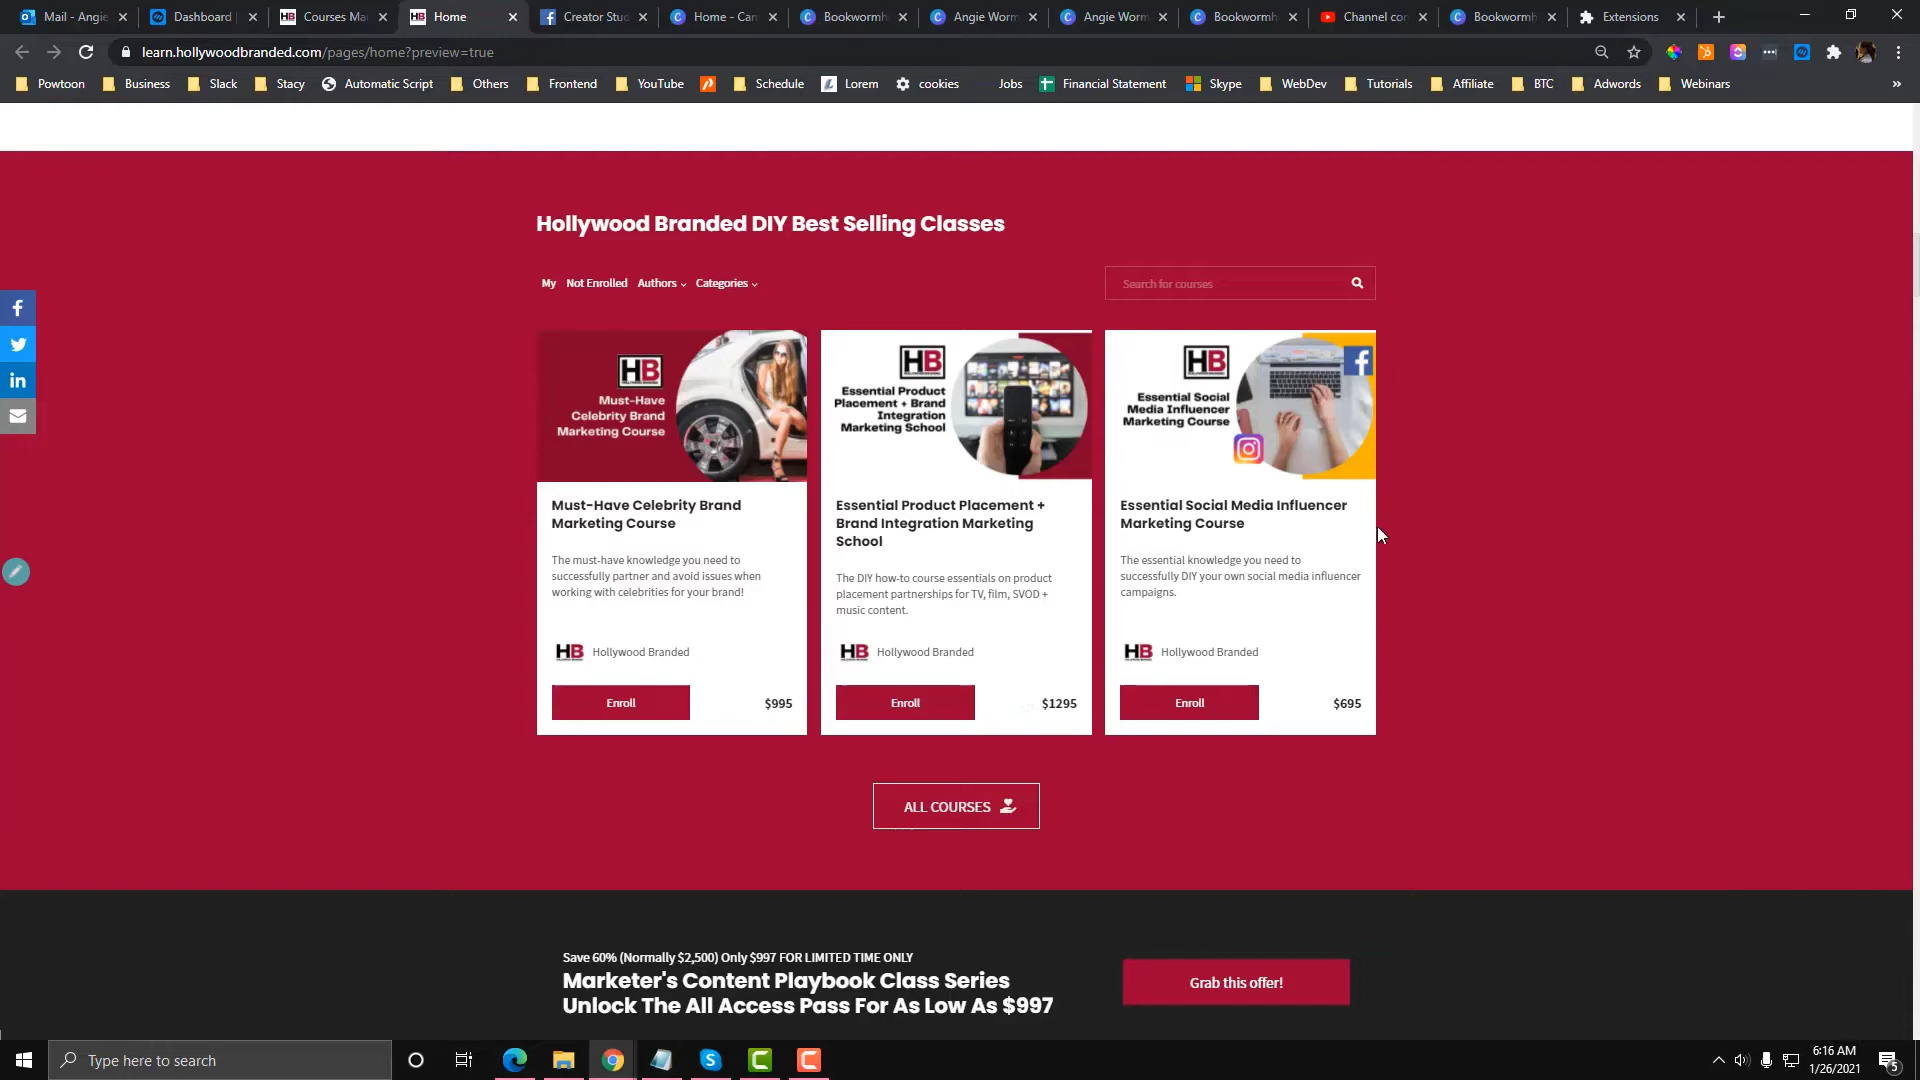 Mail - Angie
Dashboard
Courses Ma
Home
Creator Stud
Home - Can
Bookwormh
Angie Worm
Angie Worm
Bookwormh
Channel con
Bookwormh
Extensions
learn.hollywoodbranded.com/pages/home?preview=true
Powtoon
Business
Slack
Stacy
Automatic Script
Others
Frontend
YouTube
Schedule
Lorem
cookies
Jobs
Financial Statement
Skype
WebDev
Tutorials
Affiliate
BTC
Adwords
Webinars
Hollywood Branded DIY Best Selling Classes
My Not Enrolled Authors Categories
Search for courses
HB
Must-Have
Celebrity Brand
Marketing Course
Must-Have Celebrity Brand
Marketing Course
The must-have knowledge you need to
successfully partner and avoid issues when
working with celebrities for your brand!
HB Hollywood Branded
Enroll $995
HB
Essential Product
Placement + Brand
Integration
Marketing School
Essential Product Placement +
Brand Integration Marketing
School
The DIY how-to course essentials on product
placement partnerships for TV, film, SVOD +
music content.
HB Hollywood Branded
Enroll $1295
HB
Essential Social
Media Influencer
Marketing Course
Essential Social Media Influencer
Marketing Course
The essential knowledge you need to
successfully DIY your own social media influencer
campaigns.
HB Hollywood Branded
Enroll $695
ALL COURSES
Save 60% (Normally $2,500) Only $997 FOR LIMITED TIME ONLY
Marketer's Content Playbook Class Series
Unlock The All Access Pass For As Low As $997
Grab this offer!
Type here to search
6:16 AM
1/26/2021
5